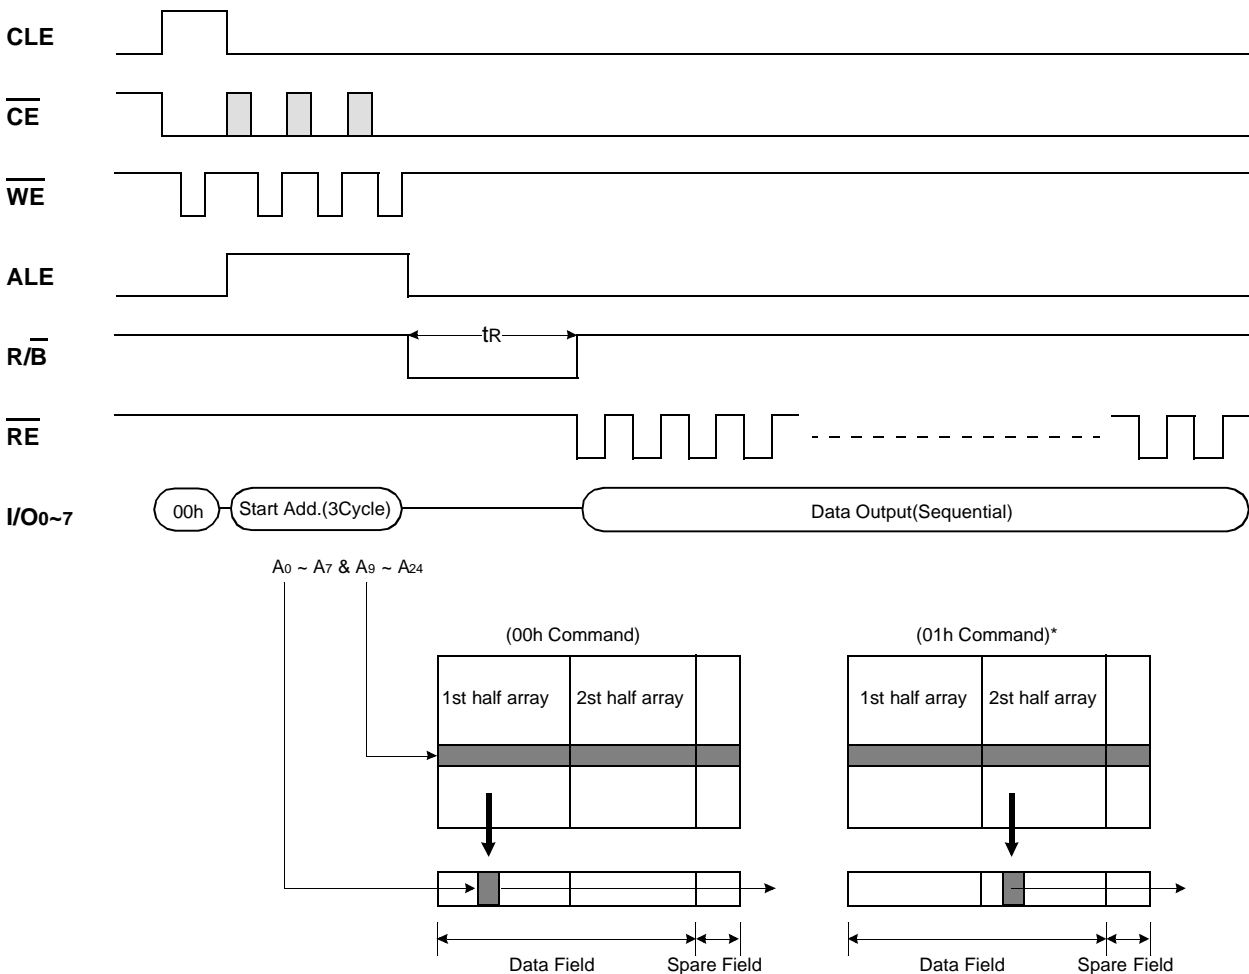 CLE
CE
WE
ALE
R/B
tR
RE
I/O0~7
00h
Start Add.(3Cycle)
Data Output(Sequential)
A0 ~ A7 & A9 ~ A24
(00h Command)
(01h Command)*
1st half array
2st half array
1st half array
2st half array
Data Field
Spare Field
Data Field
Spare Field